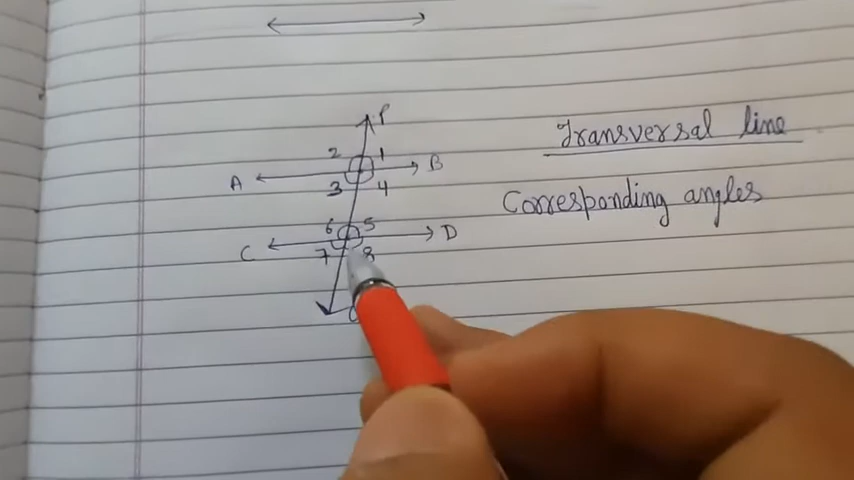 Transversal line
Corresponding angles
P
2 1
A B
3 4
6 5
C D
7 8